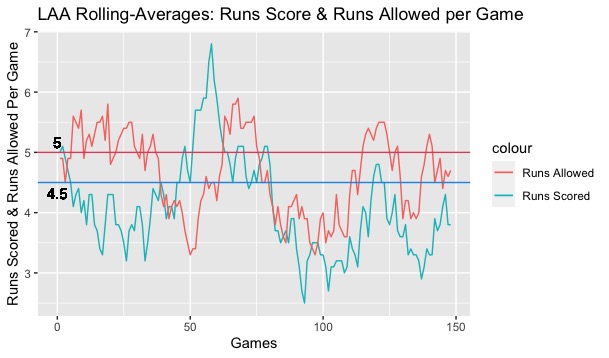 LAA Rolling-Averages: Runs Score & Runs Allowed per Game
Runs Scored & Runs Allowed Per Game
7
6
5
4
3
5
4.5
0
50
100
150
Games
colour
Runs Allowed
Runs Scored